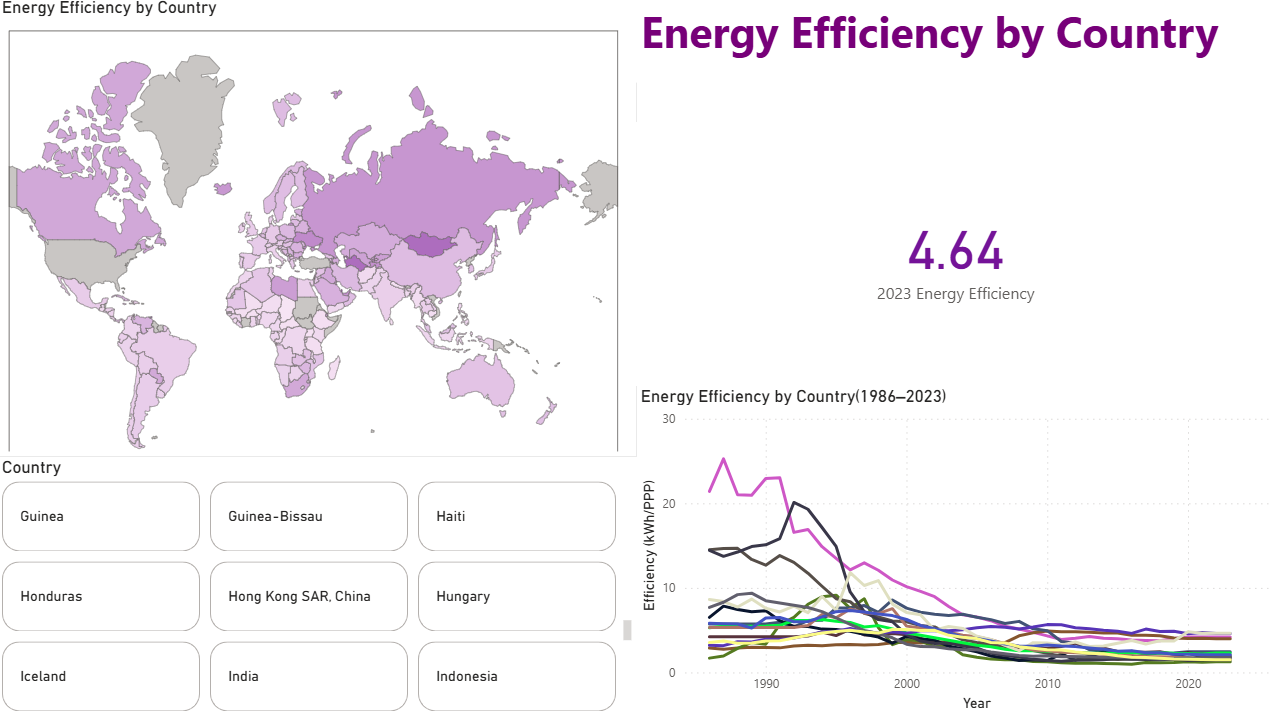 Energy Efficiency by Country
Energy Efficiency by Country
4.64
2023 Energy Efficiency
Energy Efficiency by Country(1986–2023)
30
20
10
0
Efficiency (kWh/PPP)
1990
2000
2010
2020
Year
Country
Guinea
Guinea-Bissau
Haiti
Honduras
Hong Kong SAR, China
Hungary
Iceland
India
Indonesia